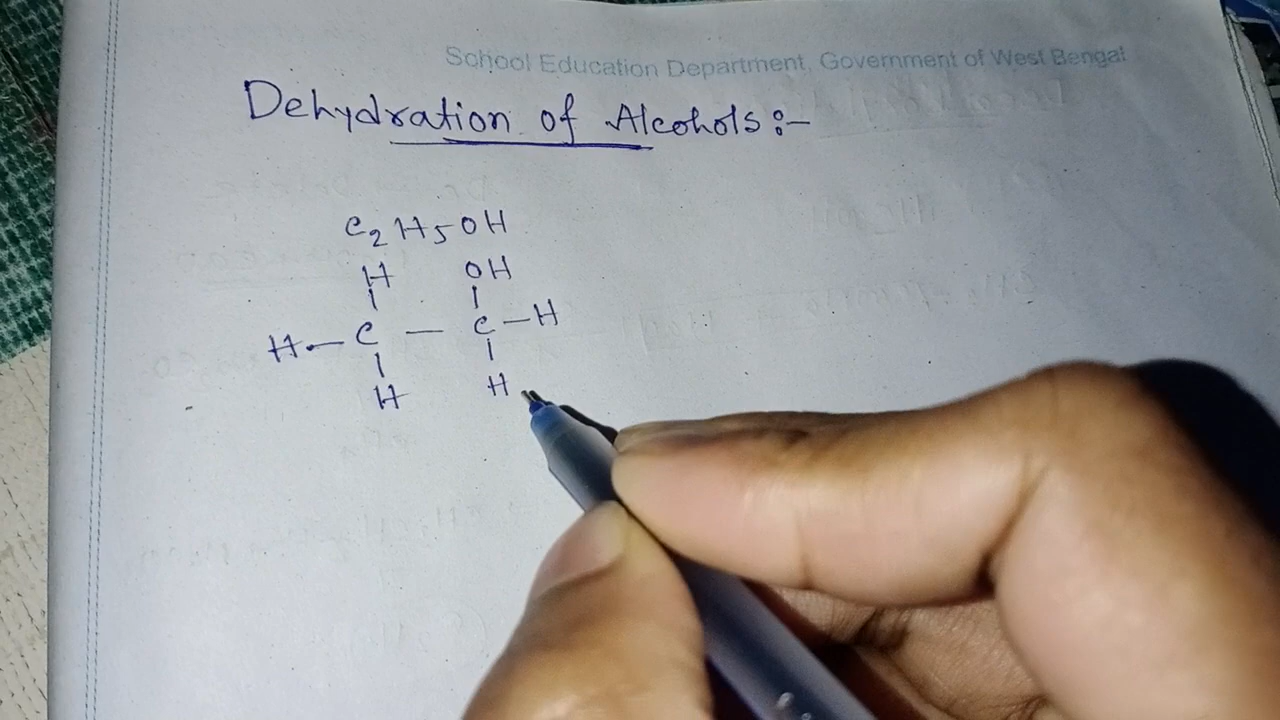 School Education Department, Government of West Bengal
Dehydration of Alcohols:-
C2H5OH
H OH
H-C-C-H
H H